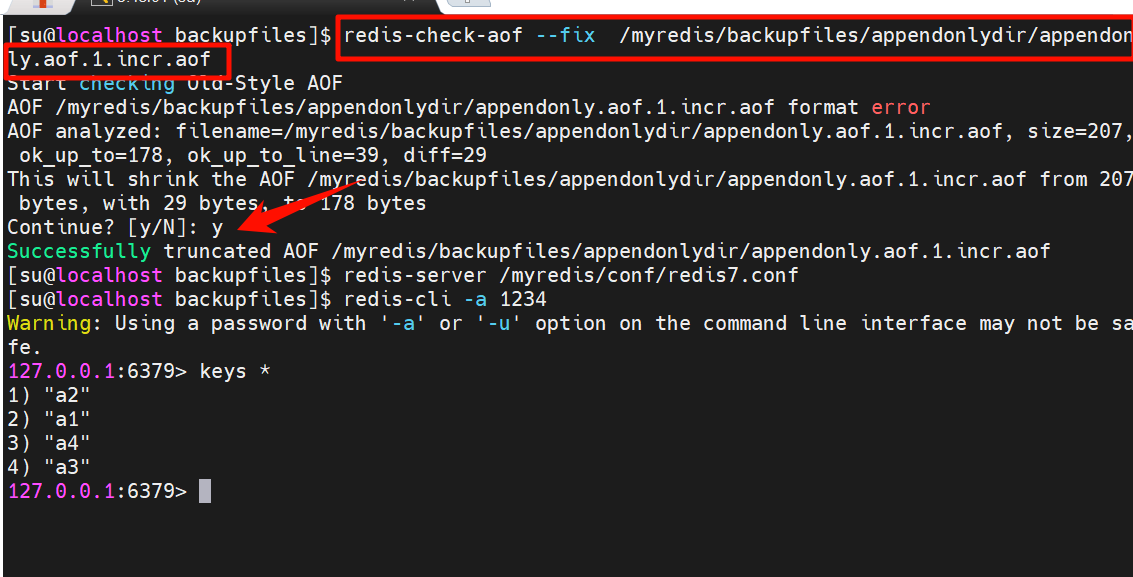 [su@localhost backupfiles]$ redis-check-aof --fix  /myredis/backupfiles/appendonlydir/appendon
ly.aof.1.incr.aof
Start checking Old-Style AOF
AOF /myredis/backupfiles/appendonlydir/appendonly.aof.1.incr.aof format error
AOF analyzed: filename=/myredis/backupfiles/appendonlydir/appendonly.aof.1.incr.aof, size=207,
 ok_up_to=178, ok_up_to_line=39, diff=29
This will shrink the AOF /myredis/backupfiles/appendonlydir/appendonly.aof.1.incr.aof from 207
 bytes, with 29 bytes, to 178 bytes
Continue? [y/N]: y
Successfully truncated AOF /myredis/backupfiles/appendonlydir/appendonly.aof.1.incr.aof
[su@localhost backupfiles]$ redis-server /myredis/conf/redis7.conf
[su@localhost backupfiles]$ redis-cli -a 1234
Warning: Using a password with '-a' or '-u' option on the command line interface may not be sa
fe.
127.0.0.1:6379> keys *
1) "a2"
2) "a1"
3) "a4"
4) "a3"
127.0.0.1:6379>